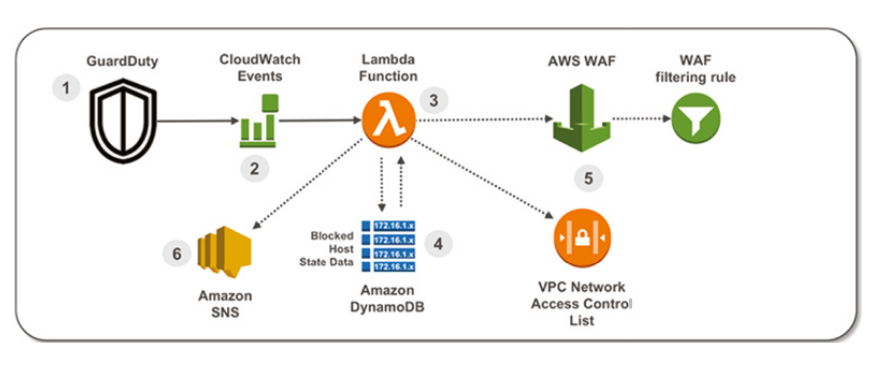 GuardDuty
CloudWatch
Events
Lambda
Function
AWS WAF
WAF
filtering rule
1
2
3
λ
5
6
Blocked
Host
State Data
172.16.1.x
172.16.1.x
172.16.1.x
172.16.1.x
4
Amazon
SNS
Amazon
DynamoDB
VPC Network
Access Control
List